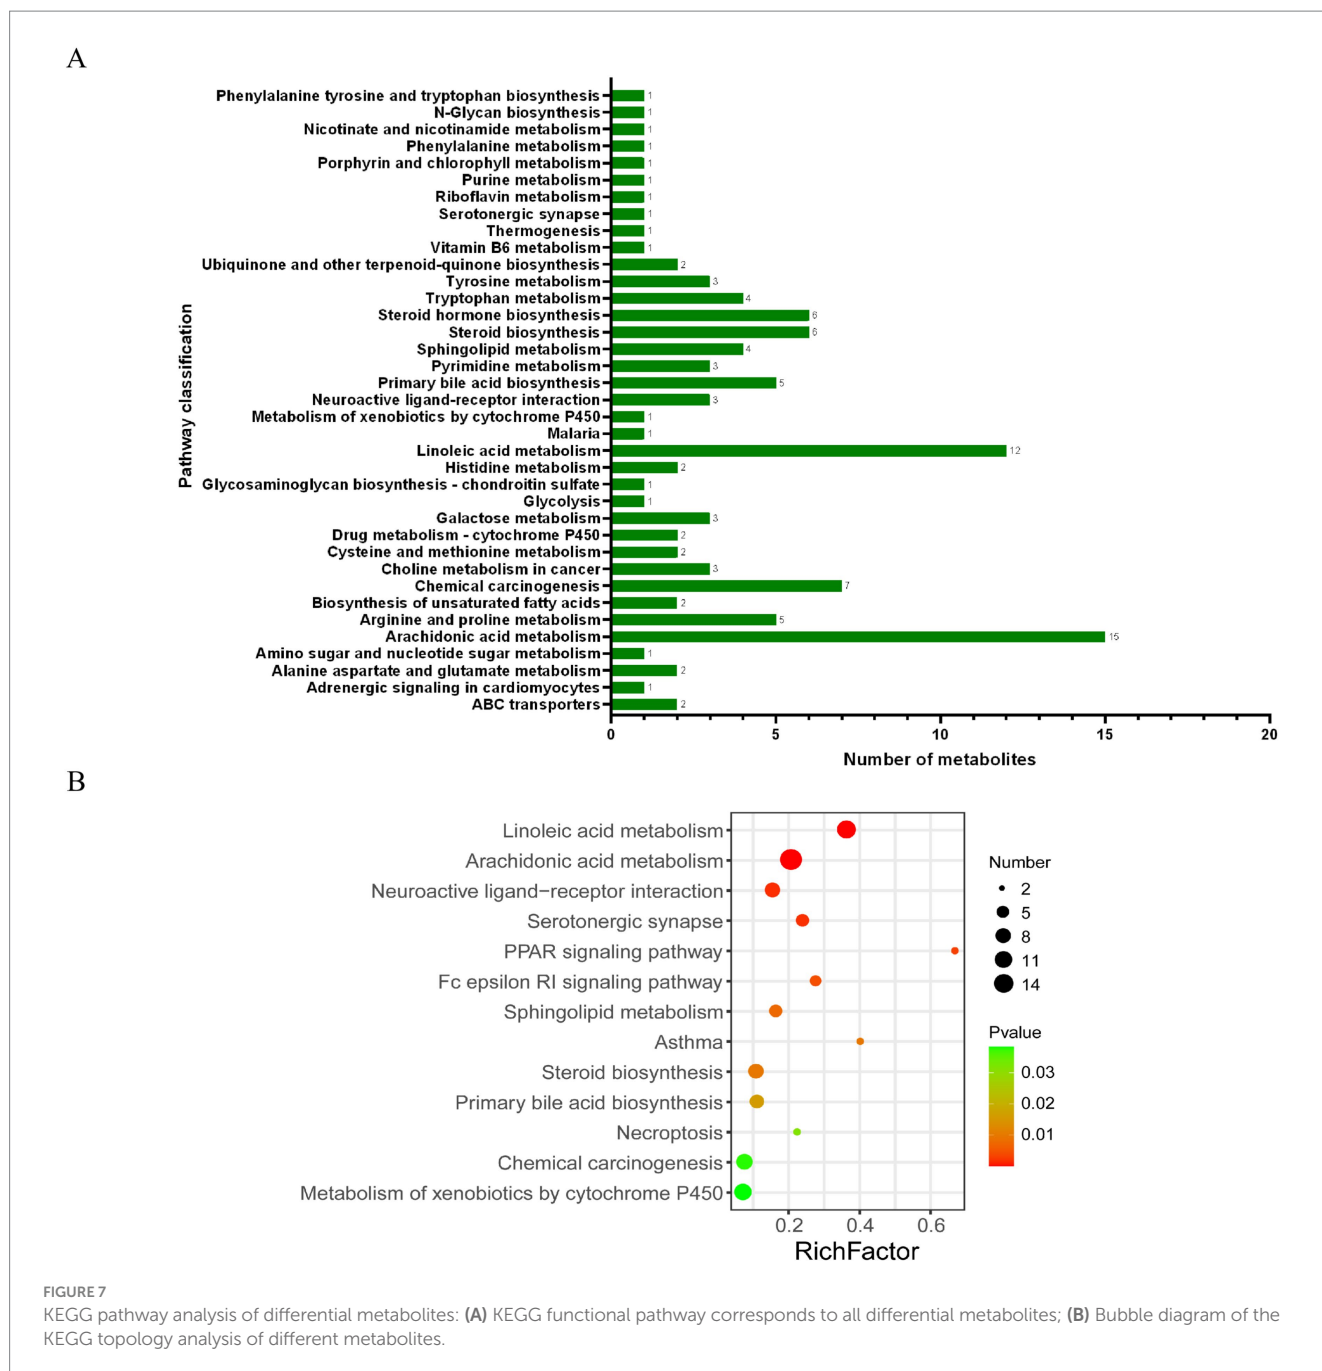 A
Pathway classification
Phenylalanine tyrosine and tryptophan biosynthesis 1
N-Glycan biosynthesis 1
Nicotinate and nicotinamide metabolism 1
Phenylalanine metabolism 1
Porphyrin and chlorophyll metabolism 1
Purine metabolism 1
Riboflavin metabolism 1
Serotonergic synapse 1
Thermogenesis 1
Vitamin B6 metabolism 1
Ubiquinone and other terpenoid-quinone biosynthesis 2
Tyrosine metabolism 3
Tryptophan metabolism 4
Steroid hormone biosynthesis 6
Steroid biosynthesis 6
Sphingolipid metabolism 4
Pyrimidine metabolism 3
Primary bile acid biosynthesis 5
Neuroactive ligand-receptor interaction 3
Metabolism of xenobiotics by cytochrome P450 1
Malaria 1
Linoleic acid metabolism 12
Histidine metabolism 2
Glycosaminoglycan biosynthesis - chondroitin sulfate 1
Glycolysis 1
Galactose metabolism 3
Drug metabolism - cytochrome P450 2
Cysteine and methionine metabolism 2
Choline metabolism in cancer 3
Chemical carcinogenesis 7
Biosynthesis of unsaturated fatty acids 2
Arginine and proline metabolism 5
Arachidonic acid metabolism 15
Amino sugar and nucleotide sugar metabolism 1
Alanine aspartate and glutamate metabolism 2
Adrenergic signaling in cardiomyocytes 1
ABC transporters 2
0 5 10 15 20
Number of metabolites
B
Linoleic acid metabolism
Arachidonic acid metabolism
Neuroactive ligand−receptor interaction
Serotonergic synapse
PPAR signaling pathway
Fc epsilon RI signaling pathway
Sphingolipid metabolism
Asthma
Steroid biosynthesis
Primary bile acid biosynthesis
Necroptosis
Chemical carcinogenesis
Metabolism of xenobiotics by cytochrome P450
0.2 0.4 0.6
RichFactor
Number
2
5
8
11
14
Pvalue
0.03
0.02
0.01
FIGURE 7
KEGG pathway analysis of differential metabolites: (A) KEGG functional pathway corresponds to all differential metabolites; (B) Bubble diagram of the
KEGG topology analysis of different metabolites.